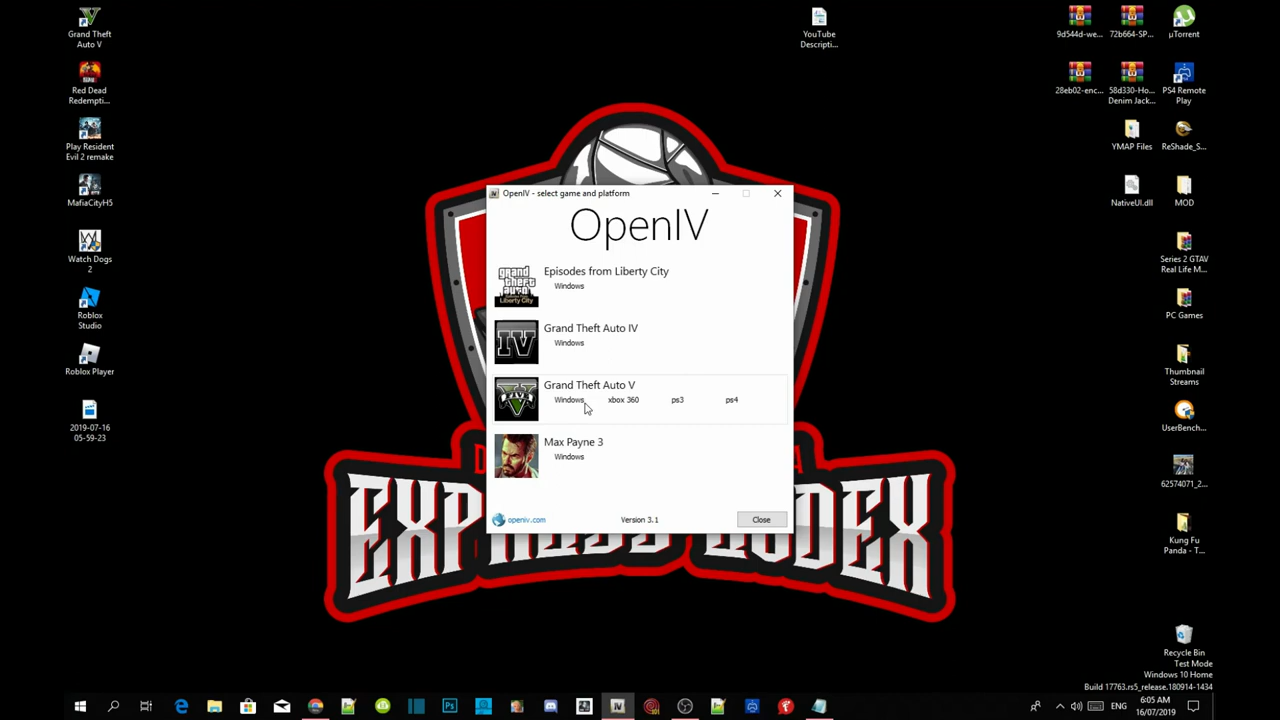 Grand Theft
Auto V
Red Dead
Redempti...
Play Resident
Evil 2 remake
MafiaCityH5
Watch Dogs
2
Roblox
Studio
Roblox Player
2019-07-16
05-59-23
YouTube
Descripti...
9d544d-we...
72b664-SP...
µTorrent
28eb02-enc...
58d330-Ho...
Denim Jack...
PS4 Remote
Play
YMAP Files
ReShade_S...
NativeUI.dll
MOD
Series 2 GTAV
Real Life M...
PC Games
Thumbnail
Streams
UserBench...
62574071_2...
Kung Fu
Panda - T...
Recycle Bin
OpenIV - select game and platform
OpenIV
Episodes from Liberty City
Windows
Grand Theft Auto IV
Windows
Grand Theft Auto V
Windows xbox 360 ps3 ps4
Max Payne 3
Windows
openiv.com
Version 3.1
Close
Test Mode
Windows 10 Home
Build 17763.rs5_release.180914-1434
ENG
6:05 AM
16/07/2019